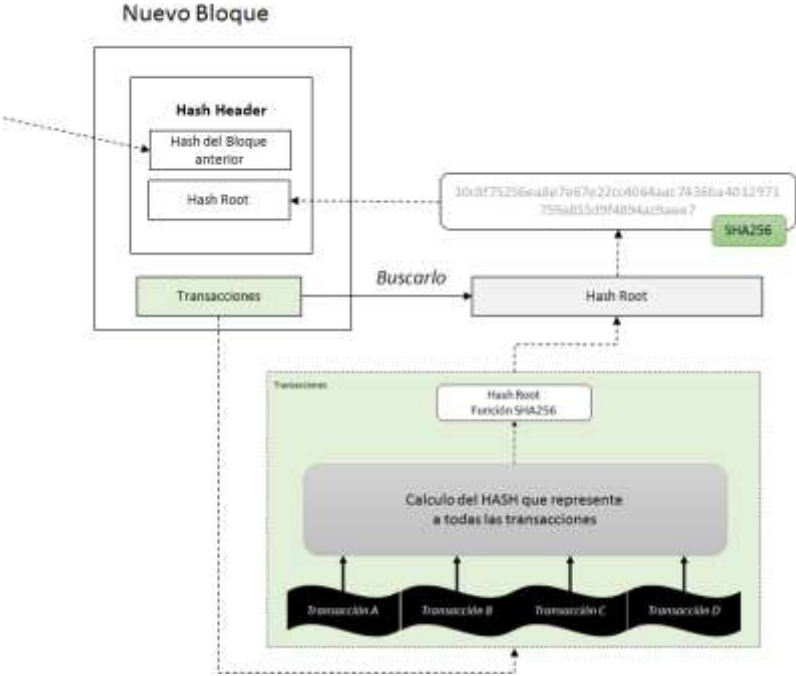 Nuevo Bloque
Hash Header
Hash del Bloque
anterior
Hash Root
SHA256
Transacciones
Buscarlo
Hash Root
Transacciones
Hash Root
Función SHA256
Calculo del HASH que represente
a todas las transacciones
Transacción A
Transacción B
Transacción C
Transacción D